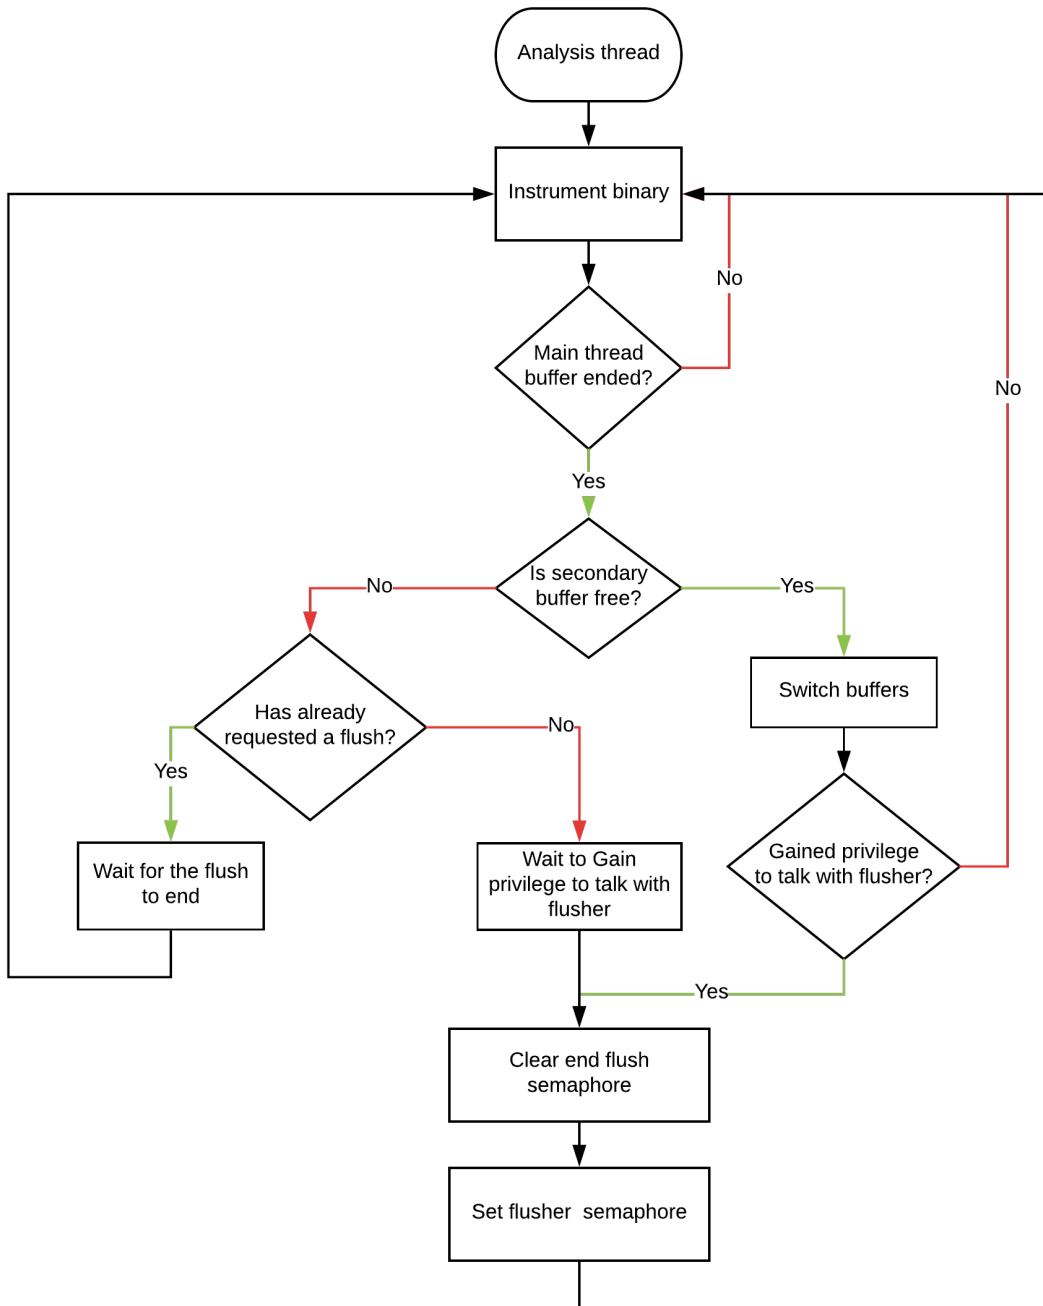 Analysis thread
Instrument binary
No
Main thread
buffer ended?
No
Yes
Is secondary
buffer free?
No
Yes
Switch buffers
Has already
requested a flush?
No
Yes
Gained privilege
to talk with flusher?
Wait for the flush
to end
Wait to Gain
privilege to talk with
flusher
Yes
Clear end flush
semaphore
Set flusher  semaphore